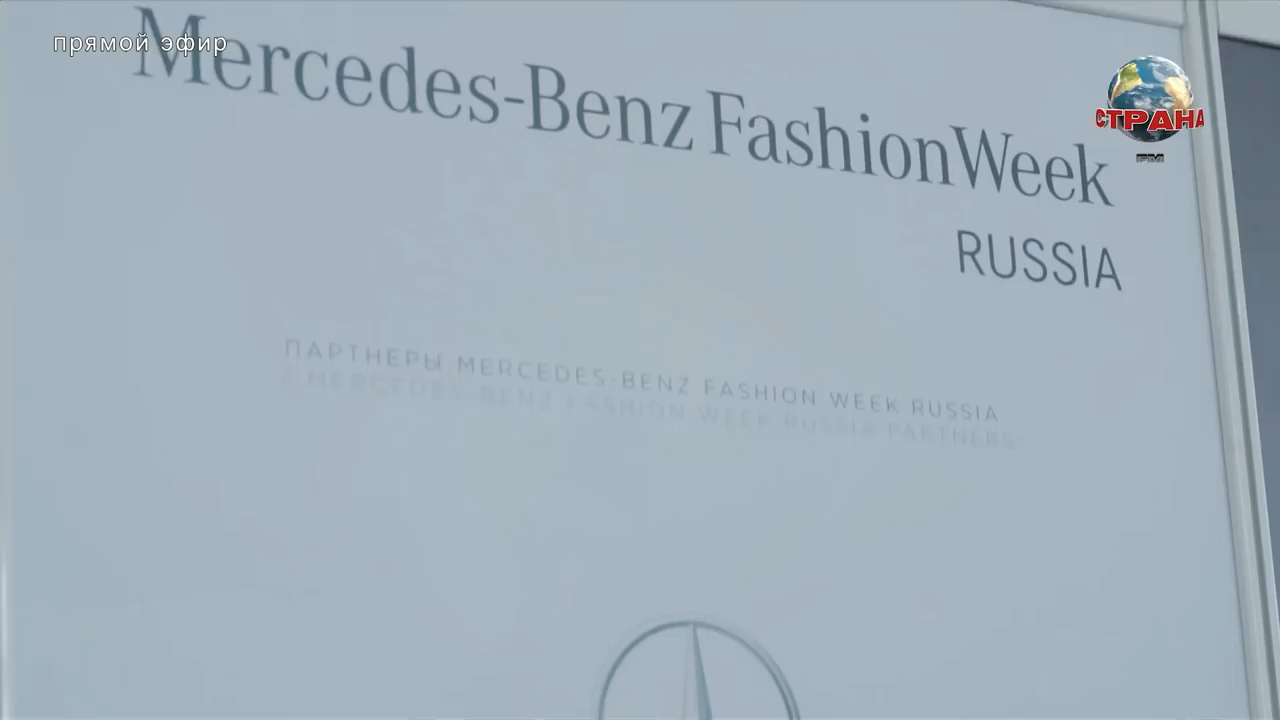 прямой эфир
Mercedes-Benz FashionWeek
RUSSIA
СТРАНА
FM
ПАРТНЕРЫ MERCEDES-BENZ FASHION WEEK RUSSIA
/ MERCEDES-BENZ FASHION WEEK RUSSIA PARTNERS